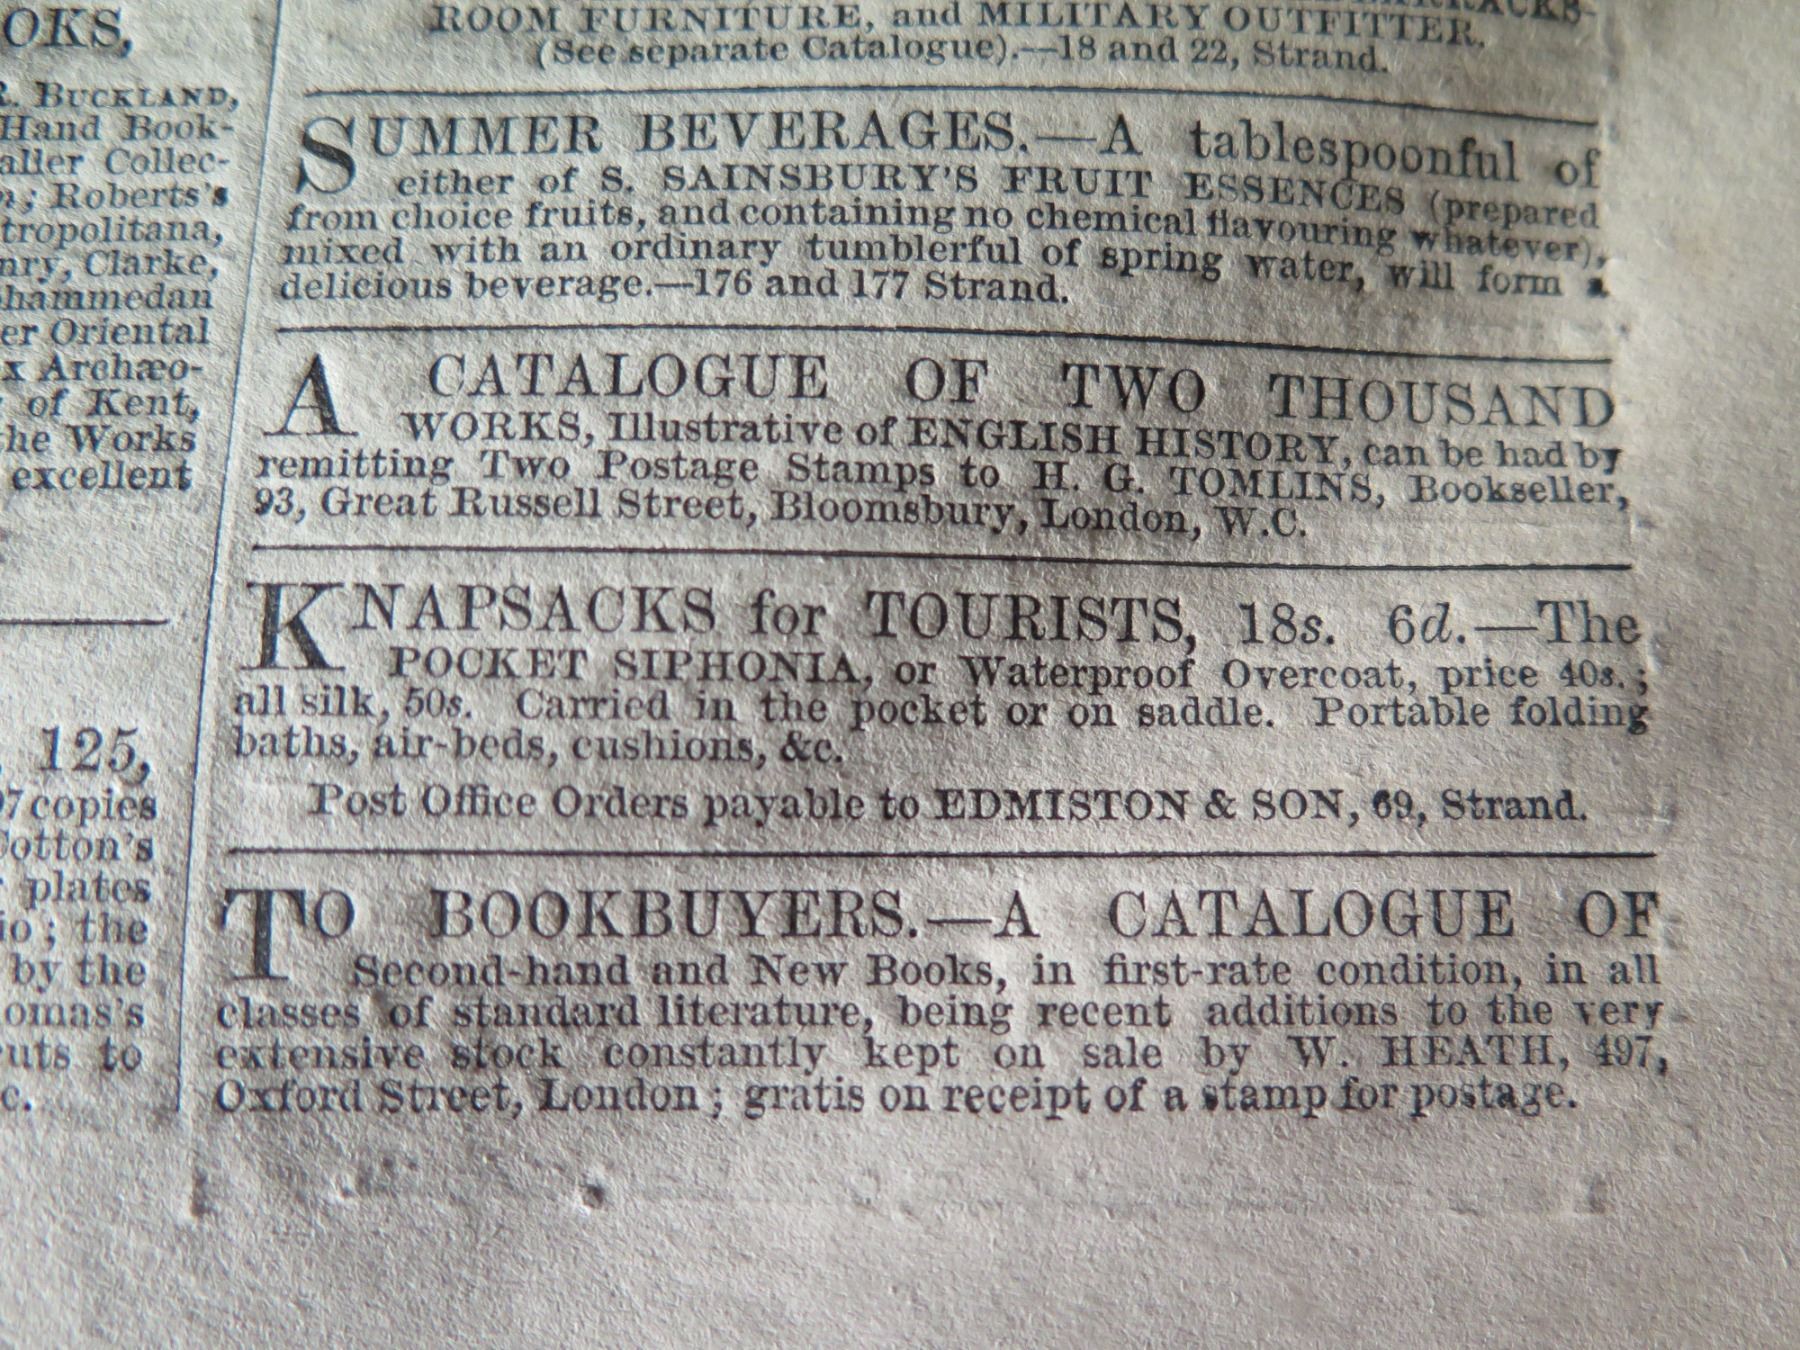 OKS,
R. BUCKLAND,
Hand Book-
aller Collec-
n; Roberts's
tropolitana,
nry, Clarke,
hammedan
er Oriental
x Archæo-
of Kent,
he Works
excellent
125,
97 copies
Cotton's
plates
io; the
by the
omas's
cuts to
c.
ROOM FURNITURE, and MILITARY OUTFITTER.
(See separate Catalogue).—18 and 22, Strand.
SUMMER BEVERAGES.—A tablespoonful of
either of S. SAINSBURY'S FRUIT ESSENCES (prepared
from choice fruits, and containing no chemical flavouring whatever),
mixed with an ordinary tumblerful of spring water, will form a
delicious beverage.—176 and 177 Strand.
A CATALOGUE OF TWO THOUSAND
WORKS, Illustrative of ENGLISH HISTORY, can be had by
remitting Two Postage Stamps to H. G. TOMLINS, Bookseller,
93, Great Russell Street, Bloomsbury, London, W.C.
KNAPSACKS for TOURISTS, 18s. 6d.—The
POCKET SIPHONIA, or Waterproof Overcoat, price 40s.;
all silk, 50s. Carried in the pocket or on saddle. Portable folding
baths, air-beds, cushions, &c.
Post Office Orders payable to EDMISTON & SON, 69, Strand.
TO BOOKBUYERS.—A CATALOGUE OF
Second-hand and New Books, in first-rate condition, in all
classes of standard literature, being recent additions to the very
extensive stock constantly kept on sale by W. HEATH, 497,
Oxford Street, London; gratis on receipt of a stamp for postage.